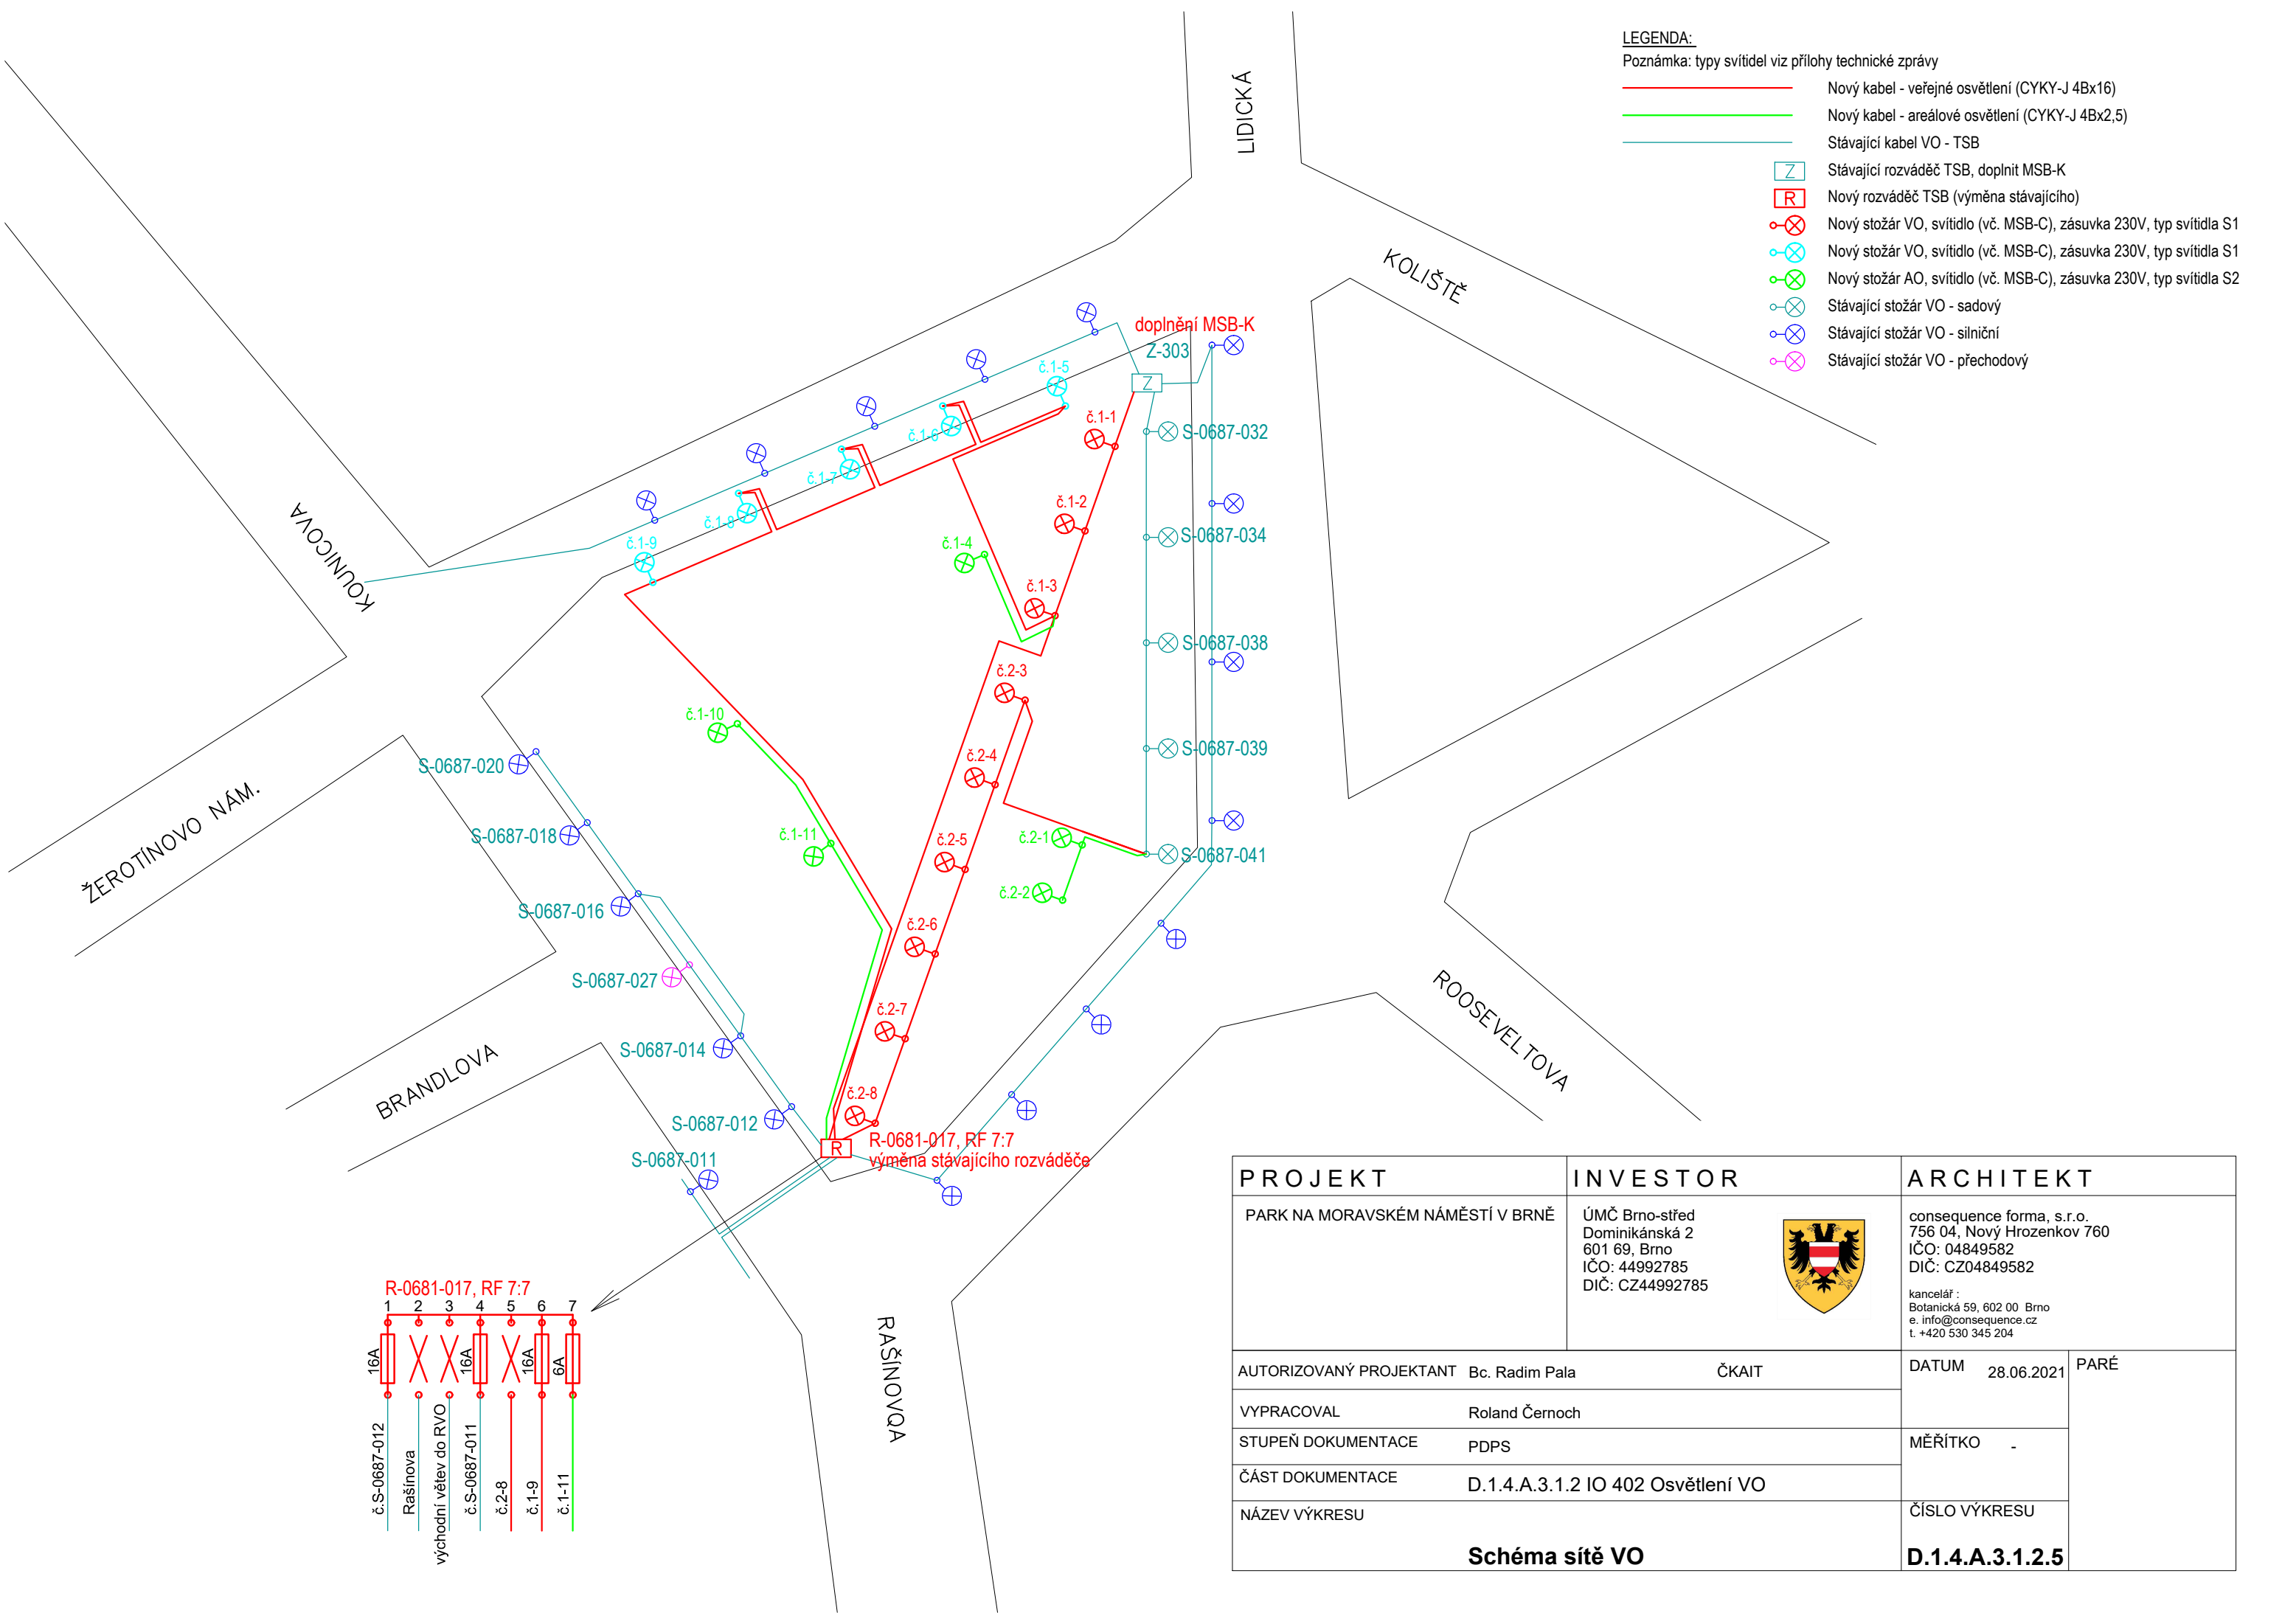 LEGENDA:
Poznámka: typy svítidel viz přílohy technické zprávy
Nový kabel - veřejné osvětlení (CYKY-J 4Bx16)
Nový kabel - areálové osvětlení (CYKY-J 4Bx2,5)
Stávající kabel VO - TSB
Z Stávající rozváděč TSB, doplnit MSB-K
R Nový rozváděč TSB (výměna stávajícího)
Nový stožár VO, svítidlo (vč. MSB-C), zásuvka 230V, typ svítidla S1
Nový stožár VO, svítidlo (vč. MSB-C), zásuvka 230V, typ svítidla S1
Nový stožár AO, svítidlo (vč. MSB-C), zásuvka 230V, typ svítidla S2
Stávající stožár VO - sadový
Stávající stožár VO - silniční
Stávající stožár VO - přechodový
LIDICKÁ
KOLIŠTĚ
KOUNICOVA
ŽEROTÍNOVO NÁM.
BRANDLOVA
ROOSEVELTOVA
RAŠÍNOVQA
doplnění MSB-K
Z-303
Z
č.1-5
č.1-1
č.1-6
S-0687-032
č.1-7
č.1-2
č.1-8
S-0687-034
č.1-9
č.1-4
č.1-3
S-0687-038
č.2-3
č.1-10
S-0687-039
č.2-4
S-0687-020
S-0687-018
č.1-11
č.2-5
č.2-1
S-0687-041
č.2-2
S-0687-016
č.2-6
S-0687-027
č.2-7
S-0687-014
č.2-8
S-0687-012
R
R-0681-017, RF 7:7
výměna stávajícího rozváděče
S-0687-011
R-0681-017, RF 7:7
1 2 3 4 5 6 7
16A
16A
16A
6A
č.S-0687-012
Rašínova
východní větev do RVO
č.S-0687-011
č.2-8
č.1-9
č.1-11
PROJEKT
PARK NA MORAVSKÉM NÁMĚSTÍ V BRNĚ
INVESTOR
ÚMČ Brno-střed
Dominikánská 2
601 69, Brno
IČO: 44992785
DIČ: CZ44992785
ARCHITEKT
consequence forma, s.r.o.
756 04, Nový Hrozenkov 760
IČO: 04849582
DIČ: CZ04849582
kancelář :
Botanická 59, 602 00 Brno
e. info@consequence.cz
t. +420 530 345 204
AUTORIZOVANÝ PROJEKTANT Bc. Radim Pala ČKAIT
DATUM 28.06.2021
PARÉ
VYPRACOVAL Roland Černoch
STUPEŇ DOKUMENTACE PDPS
MĚŘÍTKO -
ČÁST DOKUMENTACE D.1.4.A.3.1.2 IO 402 Osvětlení VO
NÁZEV VÝKRESU
Schéma sítě VO
ČÍSLO VÝKRESU
D.1.4.A.3.1.2.5